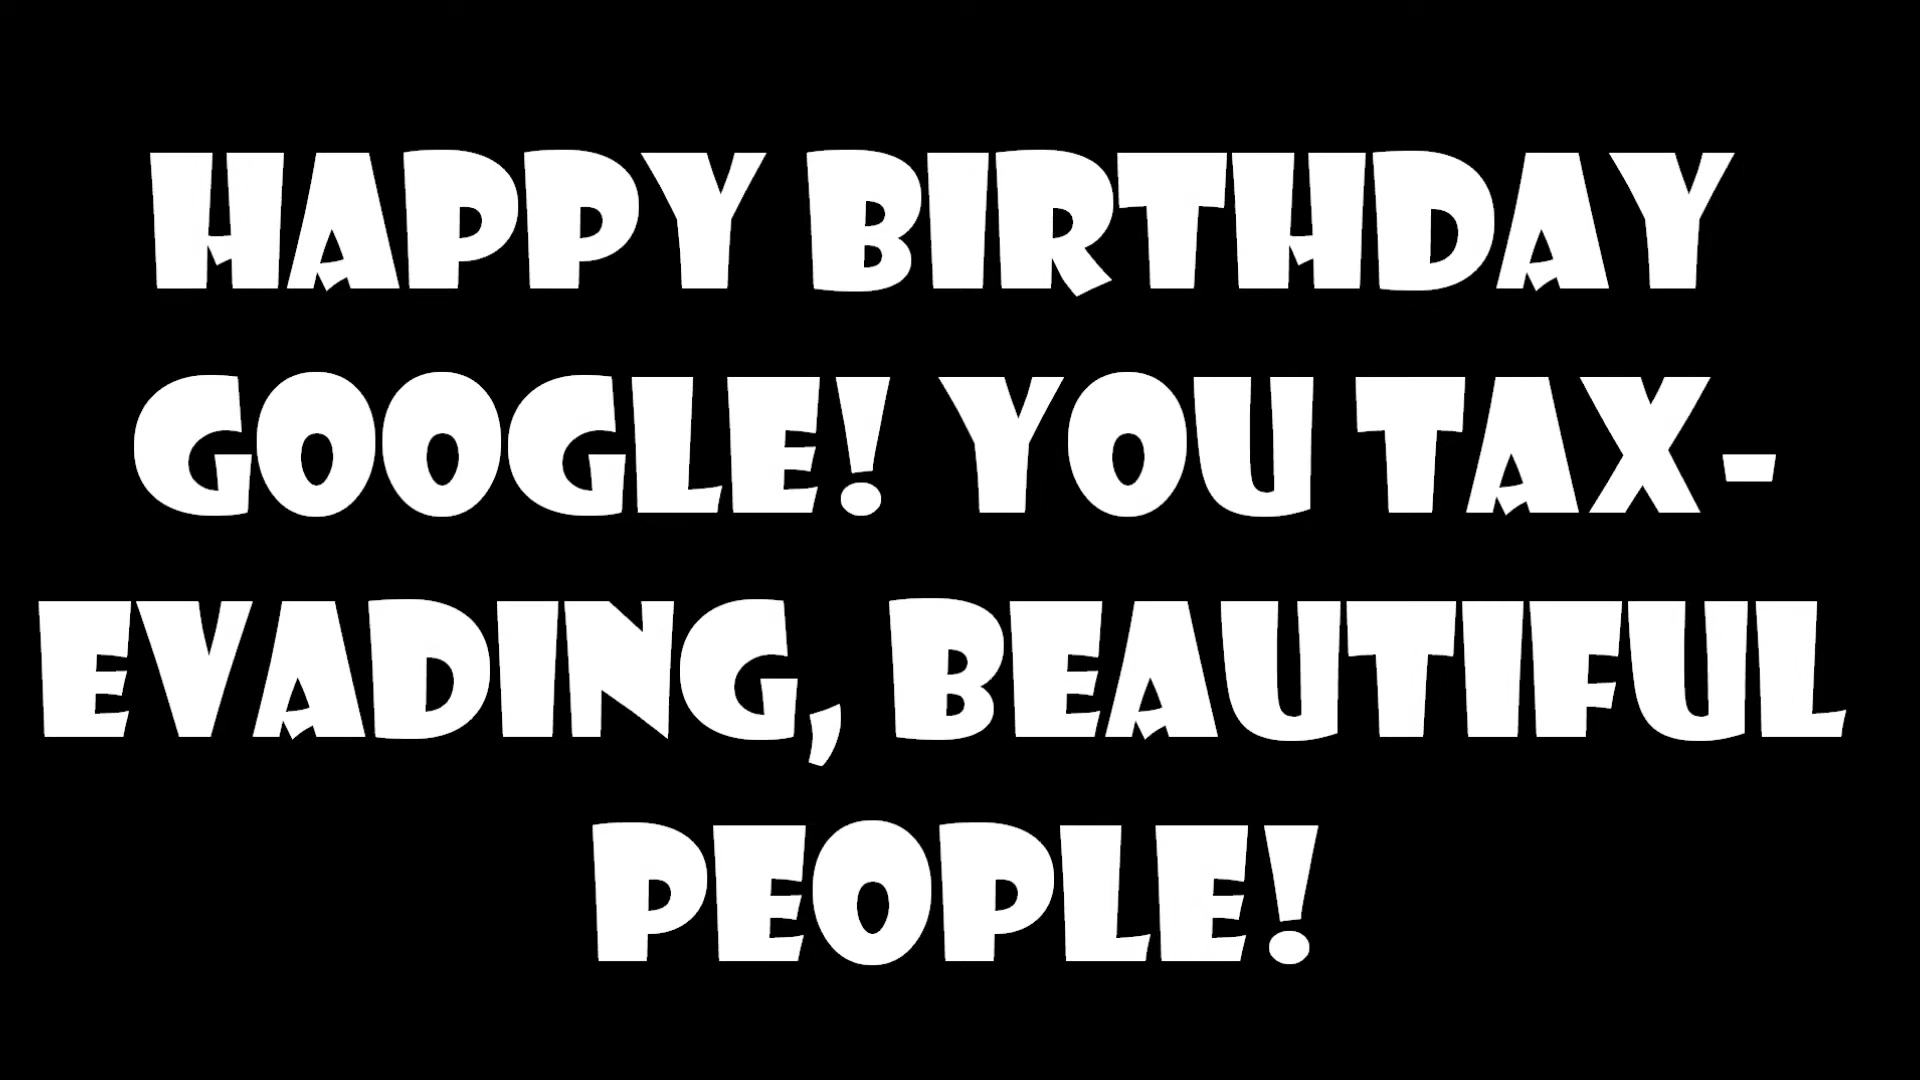 HAPPY BIRTHDAY
GOOGLE! YOU TAX-
EVADING, BEAUTIFUL
PEOPLE!